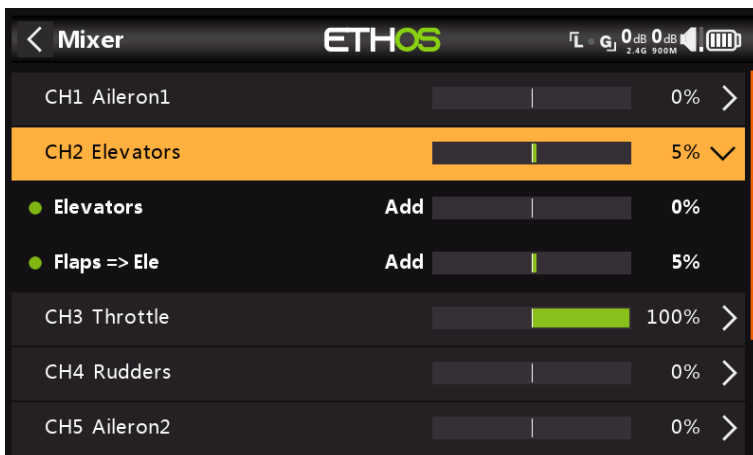 Mixer ETHOS L G 0dB 0dB
2.4G 900M
CH1 Aileron1 0%
CH2 Elevators 5%
Elevators Add 0%
Flaps => Ele Add 5%
CH3 Throttle 100%
CH4 Rudders 0%
CH5 Aileron2 0%